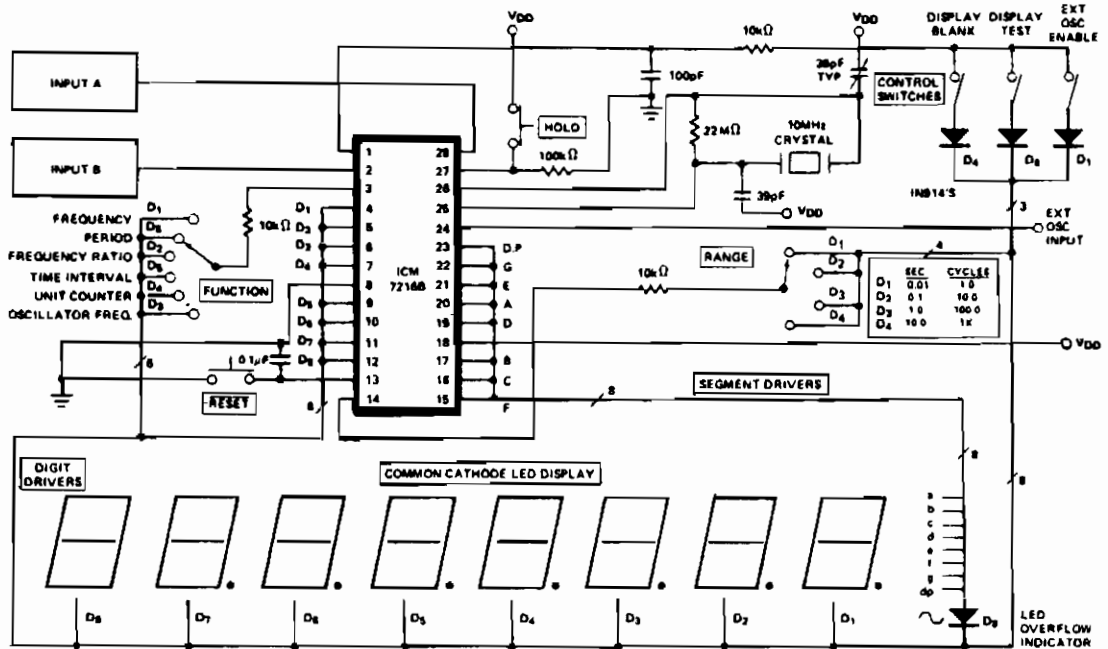 INPUT A
INPUT B
VDD
10kΩ
VDD
DISPLAY
BLANK
DISPLAY
TEST
EXT
OSC
ENABLE
100pF
TYP
CONTROL
SWITCHES
HOLD
100kΩ
22MΩ
10MHz
CRYSTAL
39pF
VDD
D4
D8
D1
IN914'S
3
EXT
OSC
INPUT
FREQUENCY
PERIOD
FREQUENCY RATIO
TIME INTERVAL
UNIT COUNTER
OSCILLATOR FREQ.
D1
D8
D2
D5
D4
D3
FUNCTION
10kΩ
6
0.1µF
RESET
D1
D2
D3
D4
D5
D6
D7
D8
8
1
2
3
4
5
6
7
8
9
10
11
12
13
14
ICM
7216B
28
27
26
25
24
23
22
21
20
19
18
17
16
15
D.P
G
E
A
D
B
C
F
10kΩ
RANGE
D1
D2
D3
D4
4
SEC CYCLES
D1 0.01 1 0
D2 0 1 10 0
D3 1 0 100 0
D4 10 0 1K
VDD
SEGMENT DRIVERS
8
8
8
DIGIT
DRIVERS
COMMON CATHODE LED DISPLAY
a
b
c
d
e
f
g
dp
D8
D7
D6
D5
D4
D3
D2
D1
D9
LED
OVERFLOW
INDICATOR